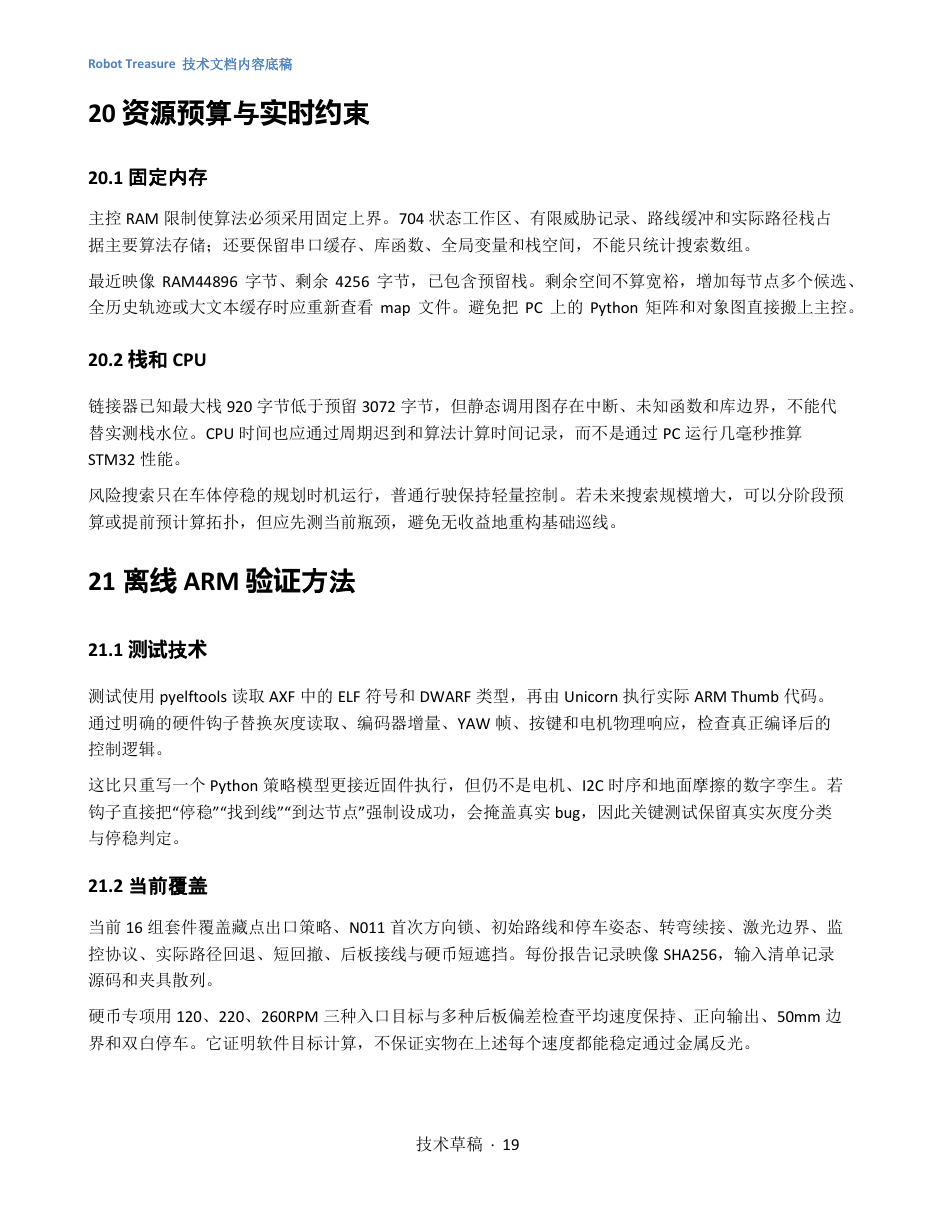 Robot Treasure 技术文档内容底稿
20 资源预算与实时约束
20.1 固定内存
主控 RAM 限制使算法必须采用固定上界。704 状态工作区、有限威胁记录、路线缓冲和实际路径栈占
据主要算法存储；还要保留串口缓存、库函数、全局变量和栈空间，不能只统计搜索数组。
最近映像 RAM44896 字节、剩余 4256 字节，已包含预留栈。剩余空间不算宽裕，增加每节点多个候选、
全历史轨迹或大文本缓存时应重新查看 map 文件。避免把 PC 上的 Python 矩阵和对象图直接搬上主控。
20.2 栈和 CPU
链接器已知最大栈 920 字节低于预留 3072 字节，但静态调用图存在中断、未知函数和库边界，不能代
替实测栈水位。CPU 时间也应通过周期迟到和算法计算时间记录，而不是通过 PC 运行几毫秒推算
STM32 性能。
风险搜索只在车体停稳的规划时机运行，普通行驶保持轻量控制。若未来搜索规模增大，可以分阶段预
算或提前预计算拓扑，但应先测当前瓶颈，避免无收益地重构基础巡线。
21 离线 ARM 验证方法
21.1 测试技术
测试使用 pyelftools 读取 AXF 中的 ELF 符号和 DWARF 类型，再由 Unicorn 执行实际 ARM Thumb 代码。
通过明确的硬件钩子替换灰度读取、编码器增量、YAW 帧、按键和电机物理响应，检查真正编译后的
控制逻辑。
这比只重写一个 Python 策略模型更接近固件执行，但仍不是电机、I2C 时序和地面摩擦的数字孪生。若
钩子直接把“停稳”“找到线”“到达节点”强制设成功，会掩盖真实 bug，因此关键测试保留真实灰度分类
与停稳判定。
21.2 当前覆盖
当前 16 组套件覆盖藏点出口策略、N011 首次方向锁、初始路线和停车姿态、转弯续接、激光边界、监
控协议、实际路径回退、短回撤、后板接线与硬币短遮挡。每份报告记录映像 SHA256，输入清单记录
源码和夹具散列。
硬币专项用 120、220、260RPM 三种入口目标与多种后板偏差检查平均速度保持、正向输出、50mm 边
界和双白停车。它证明软件目标计算，不保证实物在上述每个速度都能稳定通过金属反光。
技术草稿 · 19